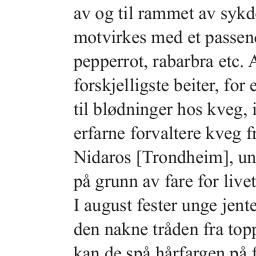 av og til rammet av sykd
motvirkes med et passen
pepperrot, rabarbra etc. A
forskjelligste beiter, for e
til blødninger hos kveg, i
erfarne forvaltere kveg fr
Nidaros [Trondheim], un
på grunn av fare for livet
I august fester unge jente
den nakne tråden fra topp
kan de spå hårfargen på f